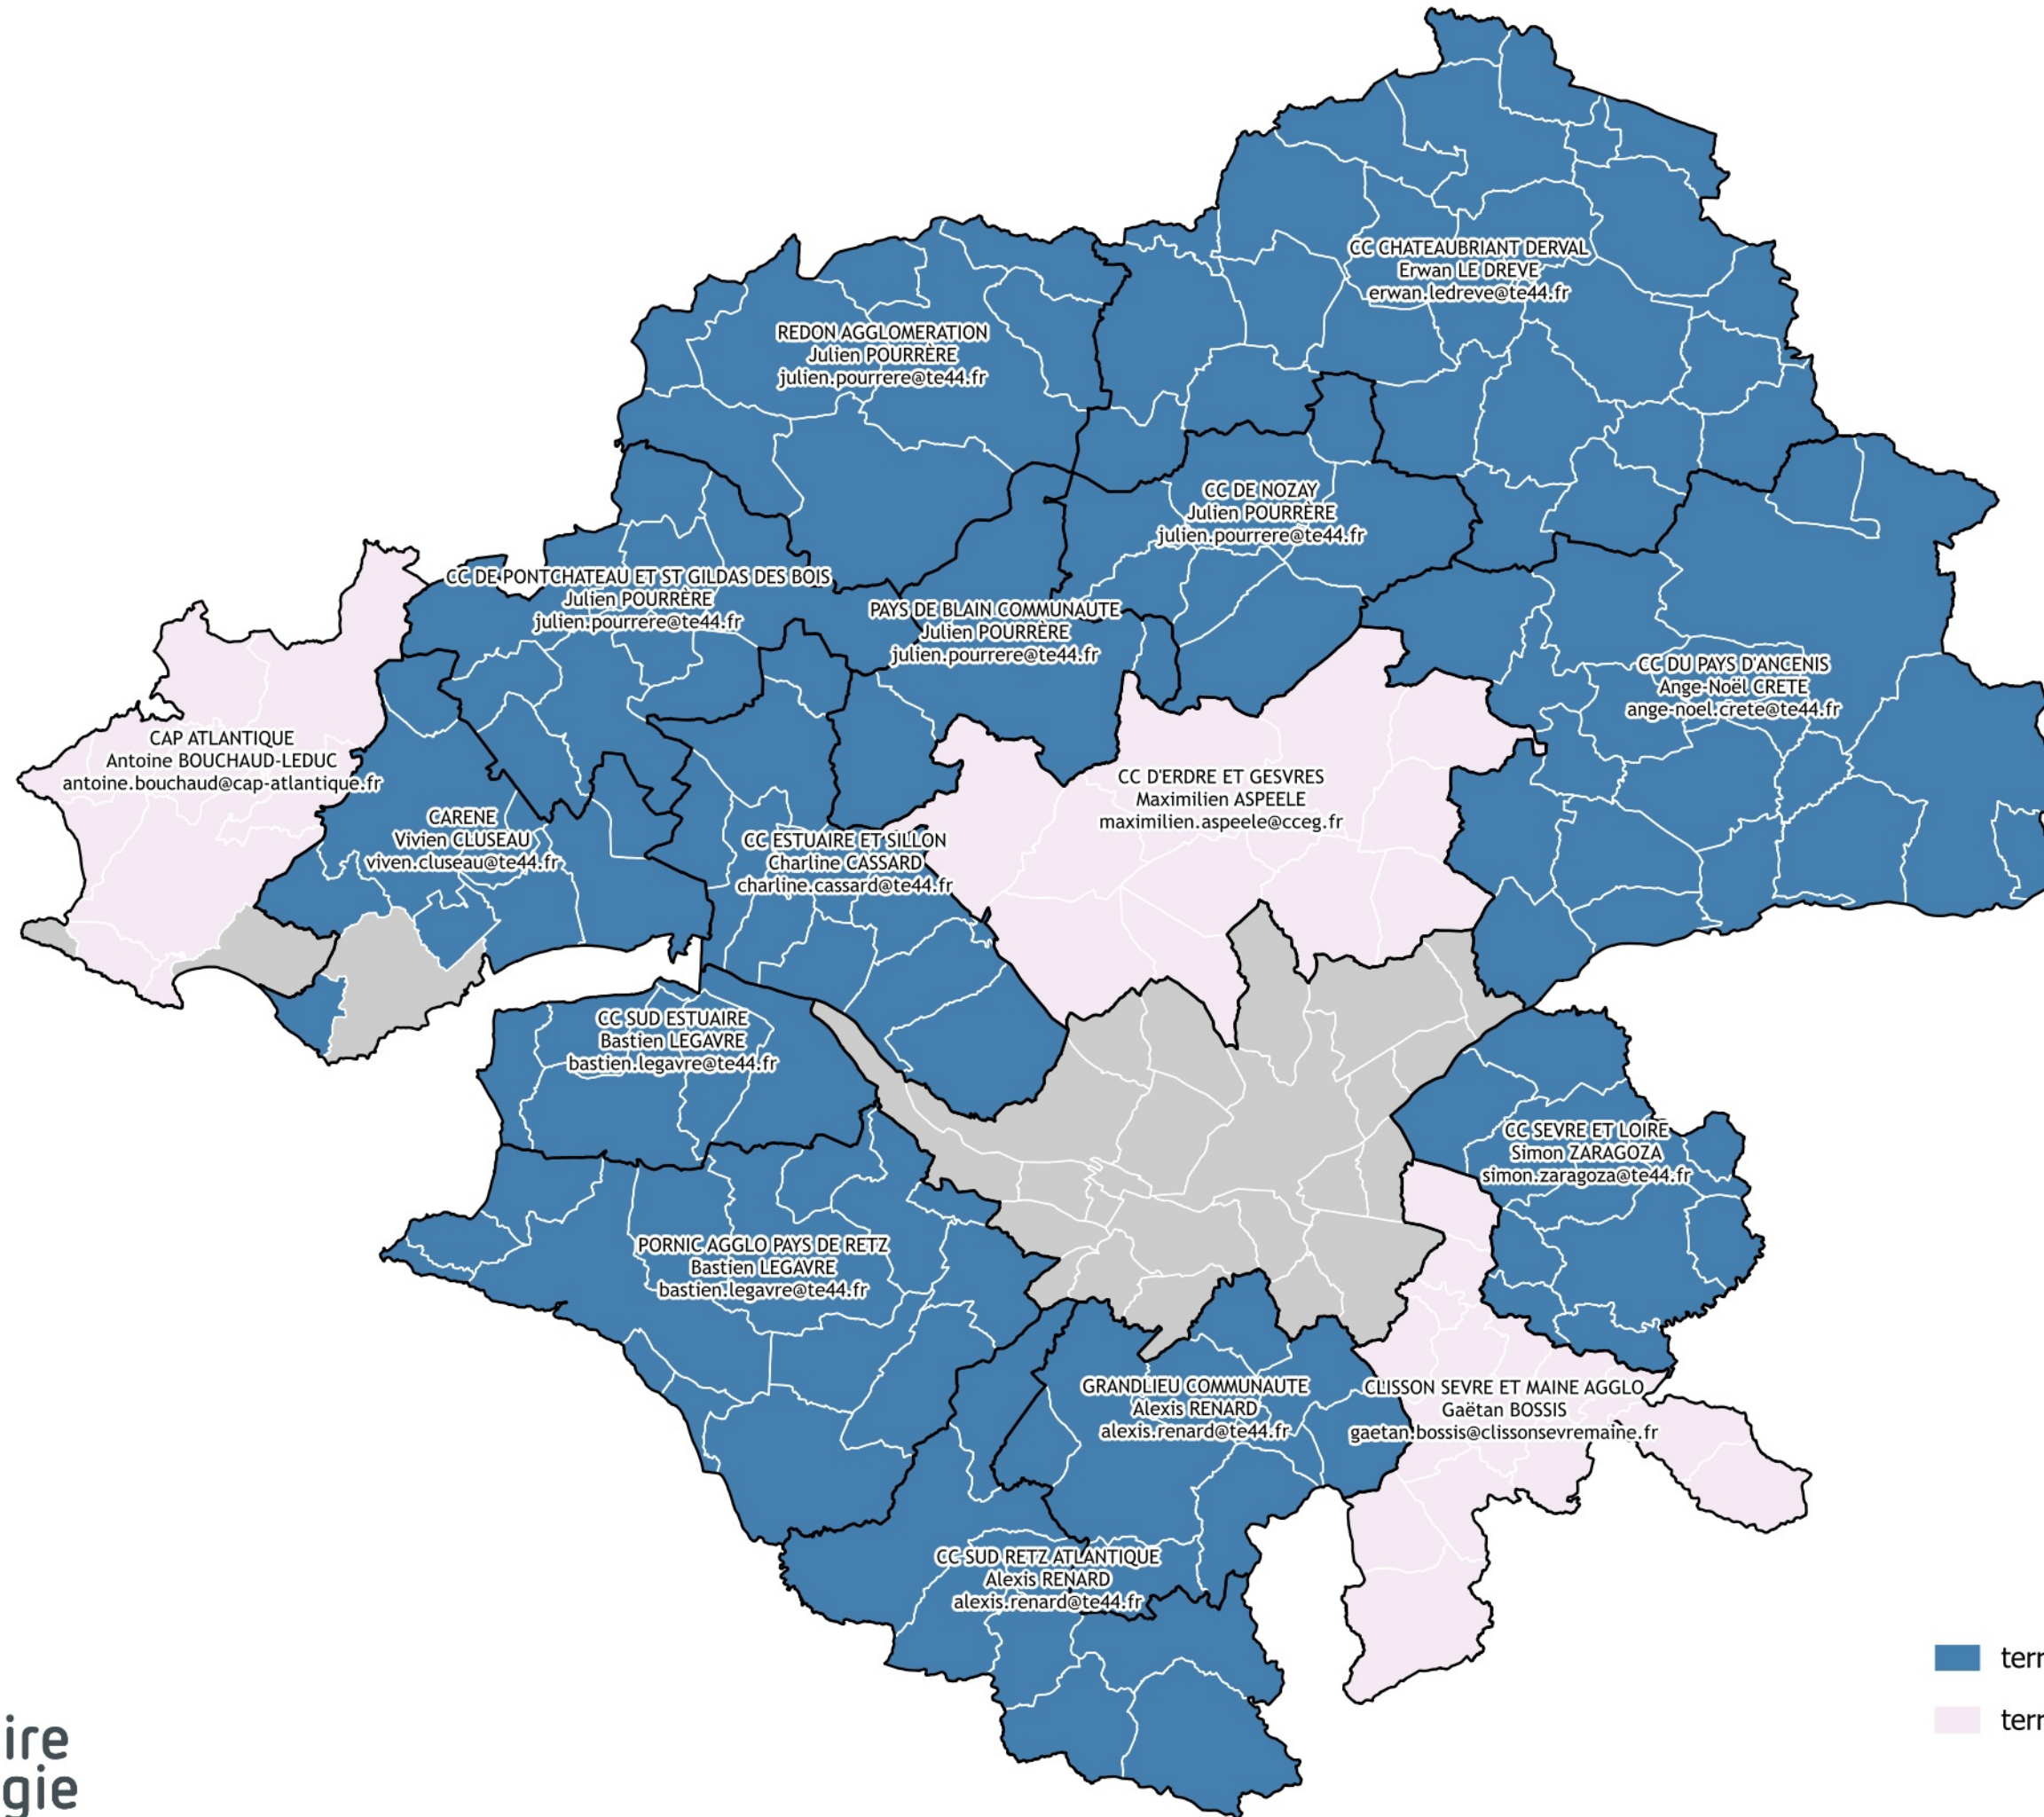 CC CHATEAUBRIANT DERVAL
Erwan LE DREVE
erwan.ledreve@te44.fr
REDON AGGLOMERATION
Julien POURRÈRE
julien.pourrere@te44.fr
CC DE NOZAY
Julien POURRÈRE
julien.pourrere@te44.fr
CC DE PONTCHATEAU ET ST GILDAS DES BOIS
Julien POURRÈRE
julien.pourrere@te44.fr
PAYS DE BLAIN COMMUNAUTE
Julien POURRÈRE
julien.pourrere@te44.fr
CC DU PAYS D'ANCENIS
Ange-Noël CRETE
ange-noel.crete@te44.fr
CAP ATLANTIQUE
Antoine BOUCHAUD-LEDUC
antoine.bouchaud@cap-atlantique.fr
CC D'ERDRE ET GESVRES
Maximilien ASPEELE
maximilien.aspeele@cceg.fr
CARENE
Vivien CLUSEAU
viven.cluseau@te44.fr
CC ESTUAIRE ET SILLON
Charline CASSARD
charline.cassard@te44.fr
CC SUD ESTUAIRE
Bastien LEGAVRE
bastien.legavre@te44.fr
CC SEVRE ET LOIRE
Simon ZARAGOZA
simon.zaragoza@te44.fr
PORNIC AGGLO PAYS DE RETZ
Bastien LEGAVRE
bastien.legavre@te44.fr
GRANDLIEU COMMUNAUTE
Alexis RENARD
alexis.renard@te44.fr
CLISSON SEVRE ET MAINE AGGLO
Gaëtan BOSSIS
gaetan.bossis@clissonsevremaine.fr
CC SUD RETZ ATLANTIQUE
Alexis RENARD
alexis.renard@te44.fr
terr
terr
ire
gie